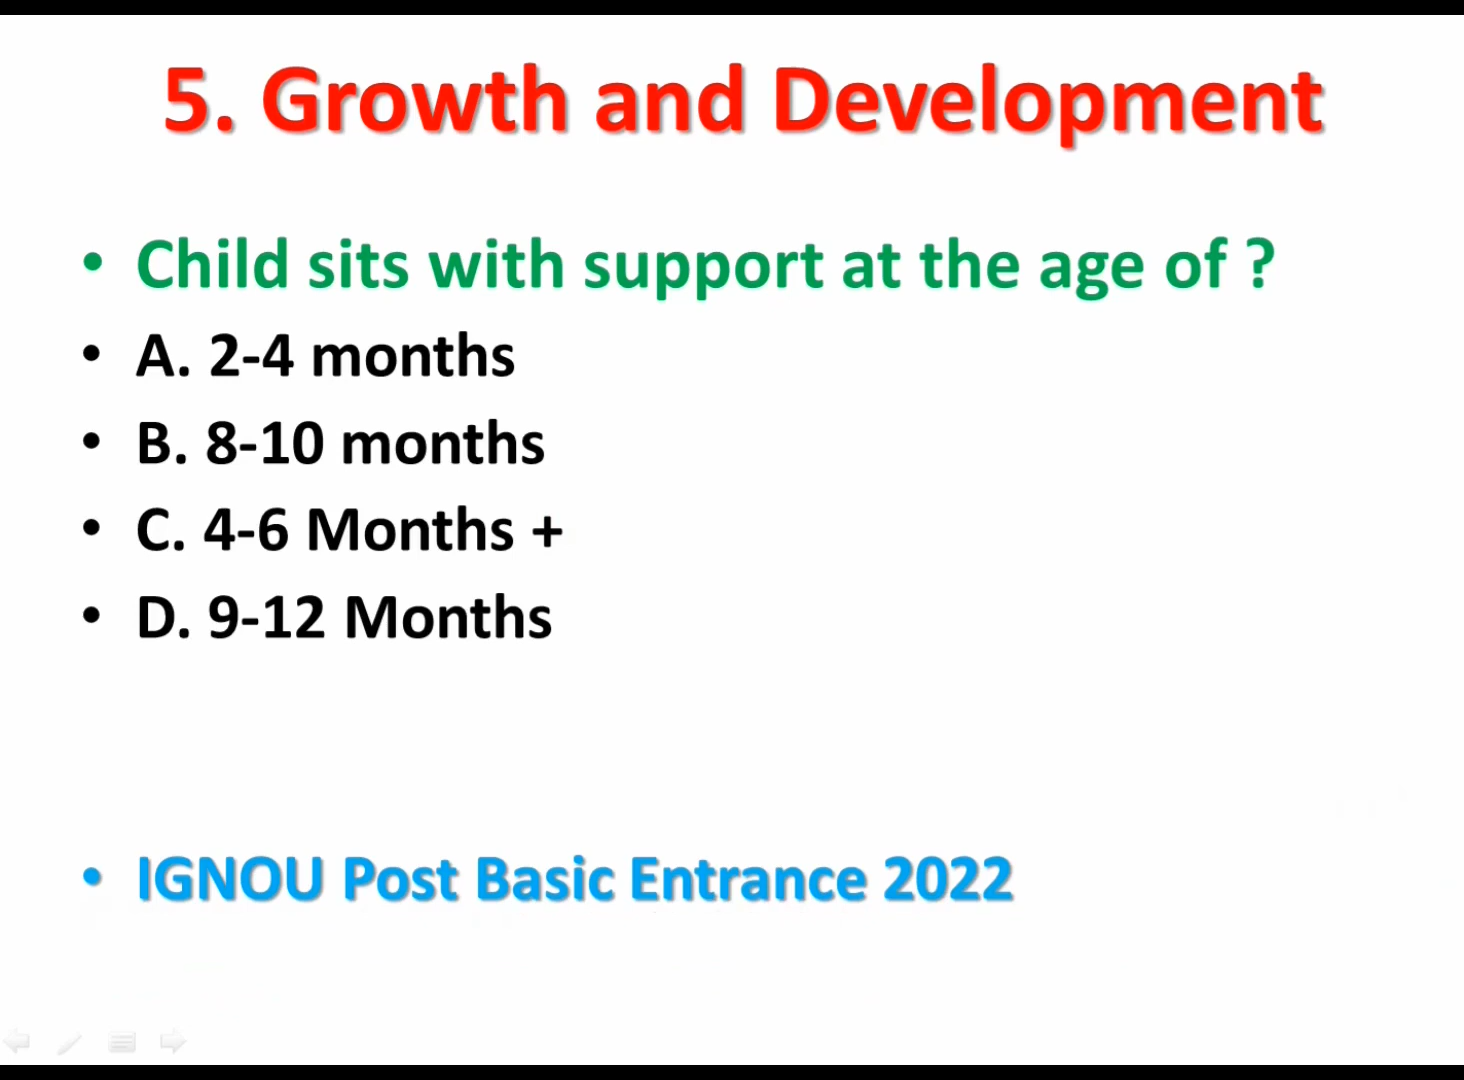 5. Growth and Development
• Child sits with support at the age of ?
• A. 2-4 months
• B. 8-10 months
• C. 4-6 Months +
• D. 9-12 Months
• IGNOU Post Basic Entrance 2022